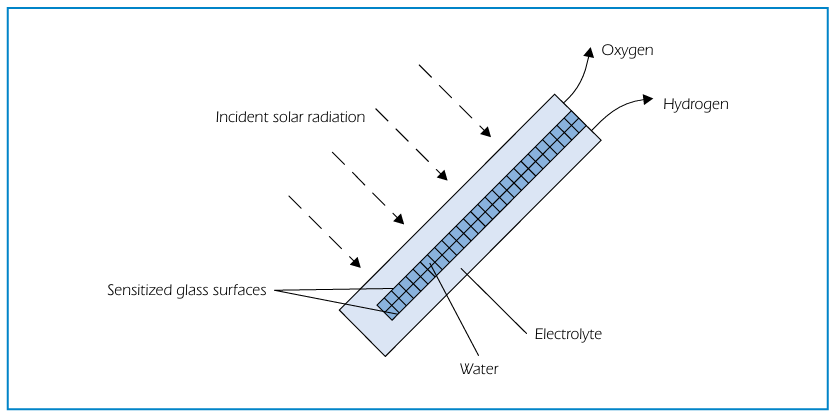 Oxygen
Hydrogen
Incident solar radiation
Sensitized glass surfaces
Electrolyte
Water